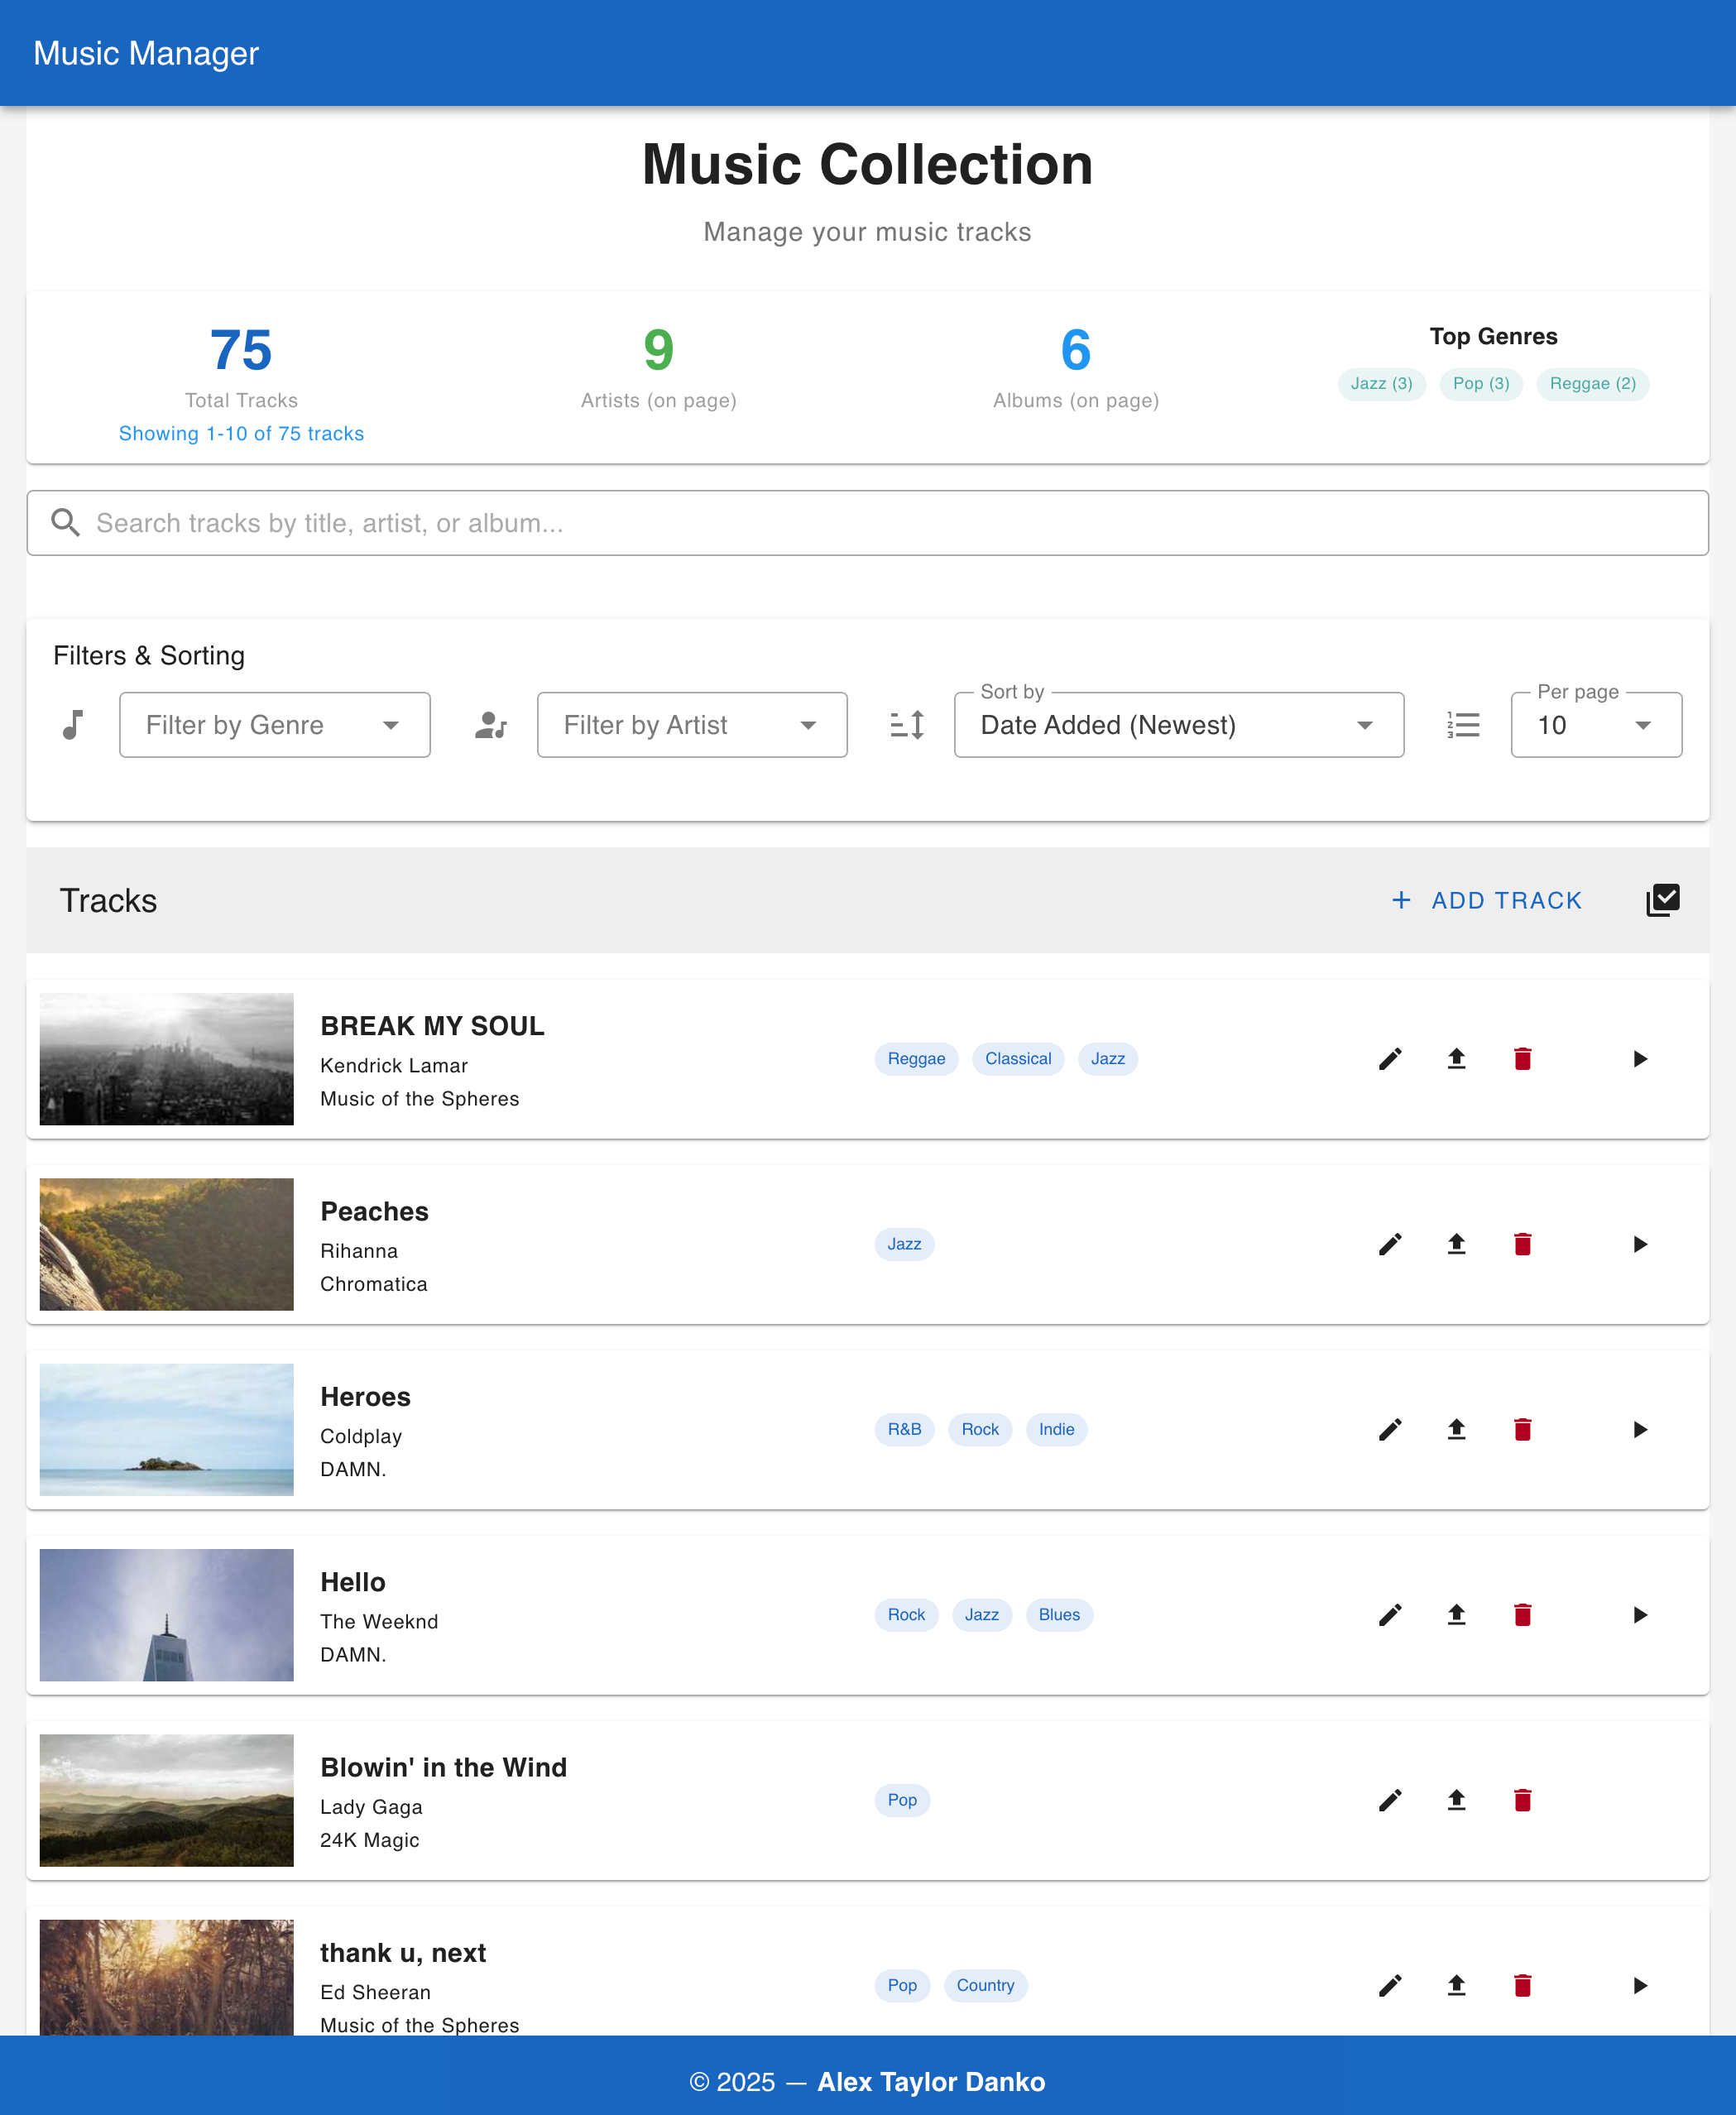 Music Manager
Music Collection
Manage your music tracks
75
Total Tracks
Showing 1-10 of 75 tracks
9
Artists (on page)
6
Albums (on page)
Top Genres
Jazz (3)
Pop (3)
Reggae (2)
Search tracks by title, artist, or album...
Filters & Sorting
Filter by Genre
Filter by Artist
Sort by
Date Added (Newest)
Per page
10
Tracks
+ ADD TRACK
BREAK MY SOUL
Kendrick Lamar
Music of the Spheres
Reggae
Classical
Jazz
Peaches
Rihanna
Chromatica
Jazz
Heroes
Coldplay
DAMN.
R&B
Rock
Indie
Hello
The Weeknd
DAMN.
Rock
Jazz
Blues
Blowin' in the Wind
Lady Gaga
24K Magic
Pop
thank u, next
Ed Sheeran
Music of the Spheres
Pop
Country
© 2025 — Alex Taylor Danko